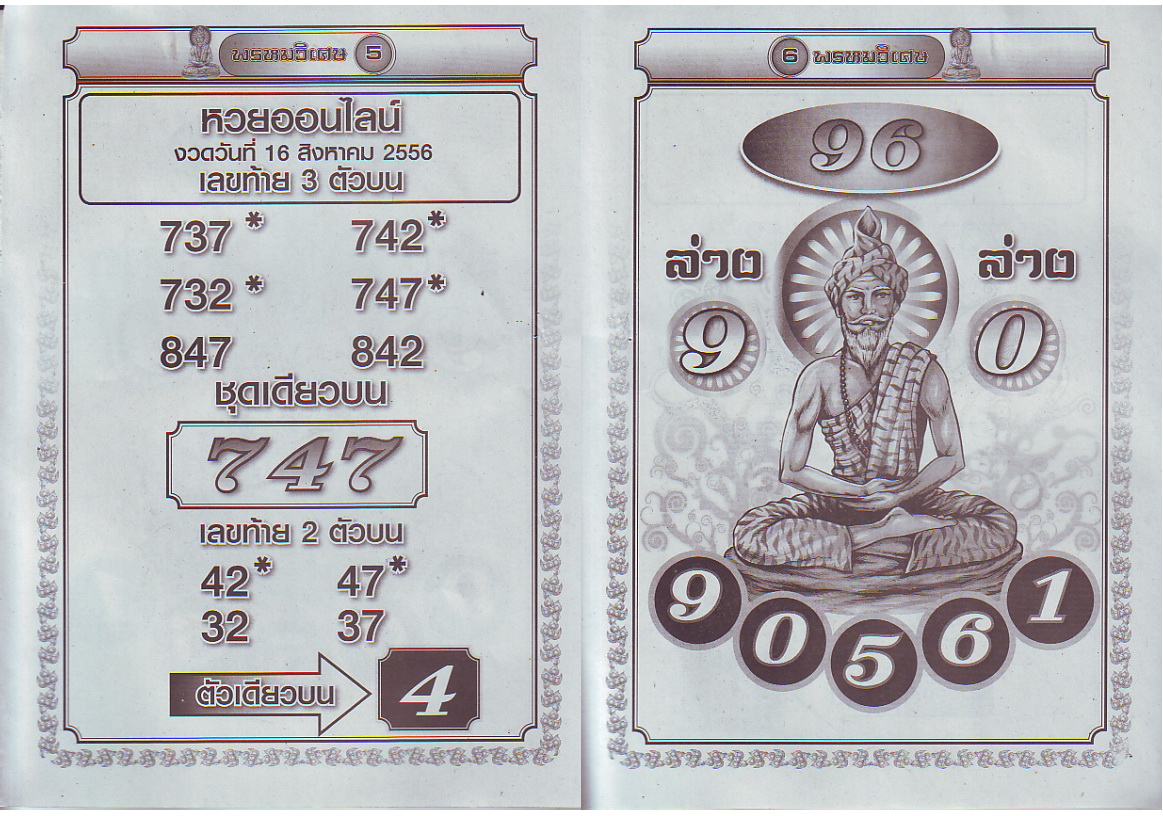 พรหมวิเศษ 5
หวยออนไลน์
งวดวันที่ 16 สิงหาคม 2556
เลขท้าย 3 ตัวบน
737* 742*
732* 747*
847 842
ชุดเดียวบน
747
เลขท้าย 2 ตัวบน
42* 47*
32 37
ตัวเดียวบน 4
6 พรหมวิเศษ
96
ล่าง ล่าง
9 0
9 0 5 6 1